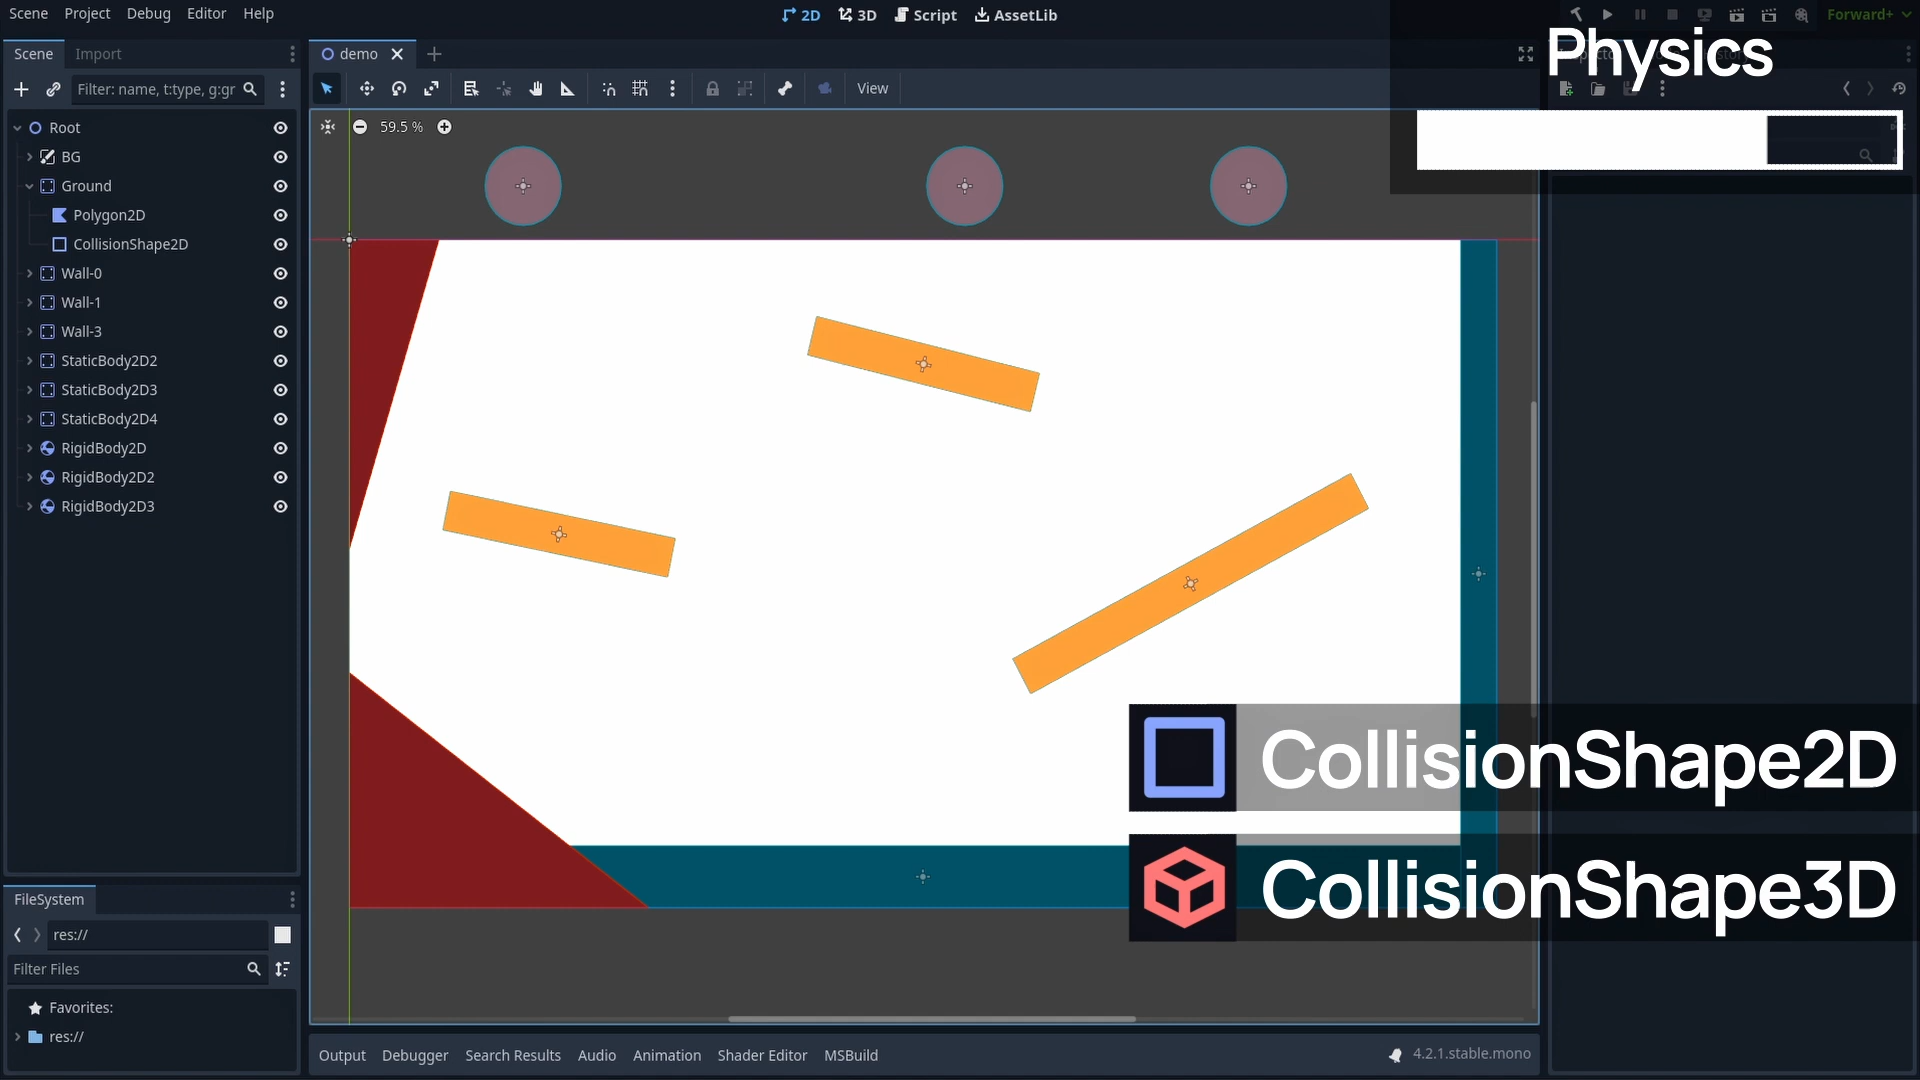 Scene Project Debug Editor Help
2D 3D Script AssetLib
Forward+
Physics
Scene Import
demo
Filter: name, t:type, g:gr
View
59.5 %
Root
BG
Ground
Polygon2D
CollisionShape2D
Wall-0
Wall-1
Wall-3
StaticBody2D2
StaticBody2D3
StaticBody2D4
RigidBody2D
RigidBody2D2
RigidBody2D3
CollisionShape2D
CollisionShape3D
FileSystem
res://
Filter Files
Favorites:
res://
Output Debugger Search Results Audio Animation Shader Editor MSBuild
4.2.1.stable.mono